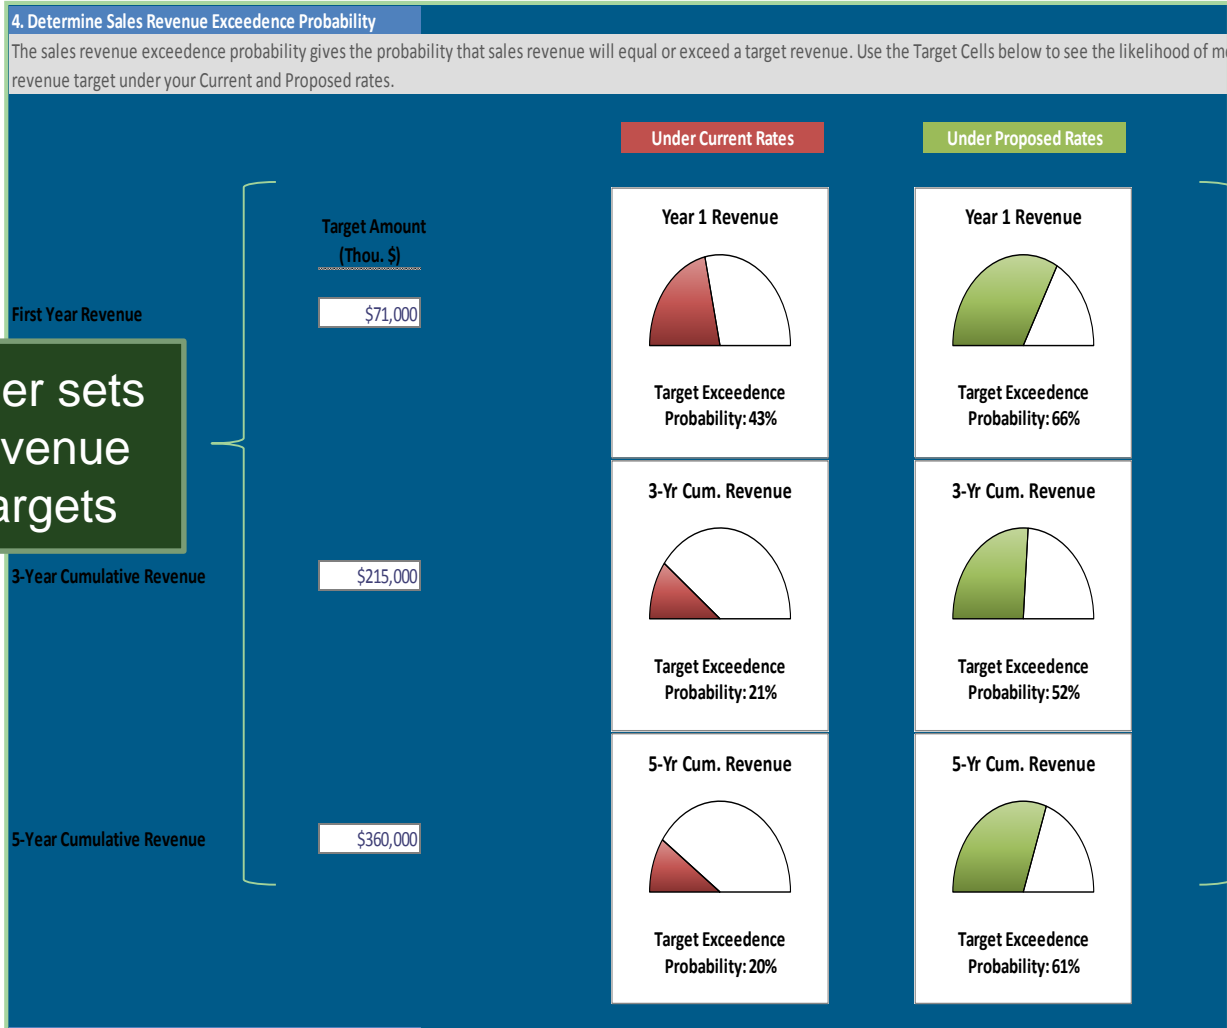 4. Determine Sales Revenue Exceedence Probability
The sales revenue exceedence probability gives the probability that sales revenue will equal or exceed a target revenue. Use the Target Cells below to see the likelihood of
revenue target under your Current and Proposed rates.
Under Current Rates
Under Proposed Rates
Target Amount
(Thou. $)
First Year Revenue
$71,000
Year 1 Revenue
Target Exceedence
Probability: 43%
Year 1 Revenue
Target Exceedence
Probability: 66%
er sets
venue
argets
3-Year Cumulative Revenue
$215,000
3-Yr Cum. Revenue
Target Exceedence
Probability: 21%
3-Yr Cum. Revenue
Target Exceedence
Probability: 52%
5-Year Cumulative Revenue
$360,000
5-Yr Cum. Revenue
Target Exceedence
Probability: 20%
5-Yr Cum. Revenue
Target Exceedence
Probability: 61%